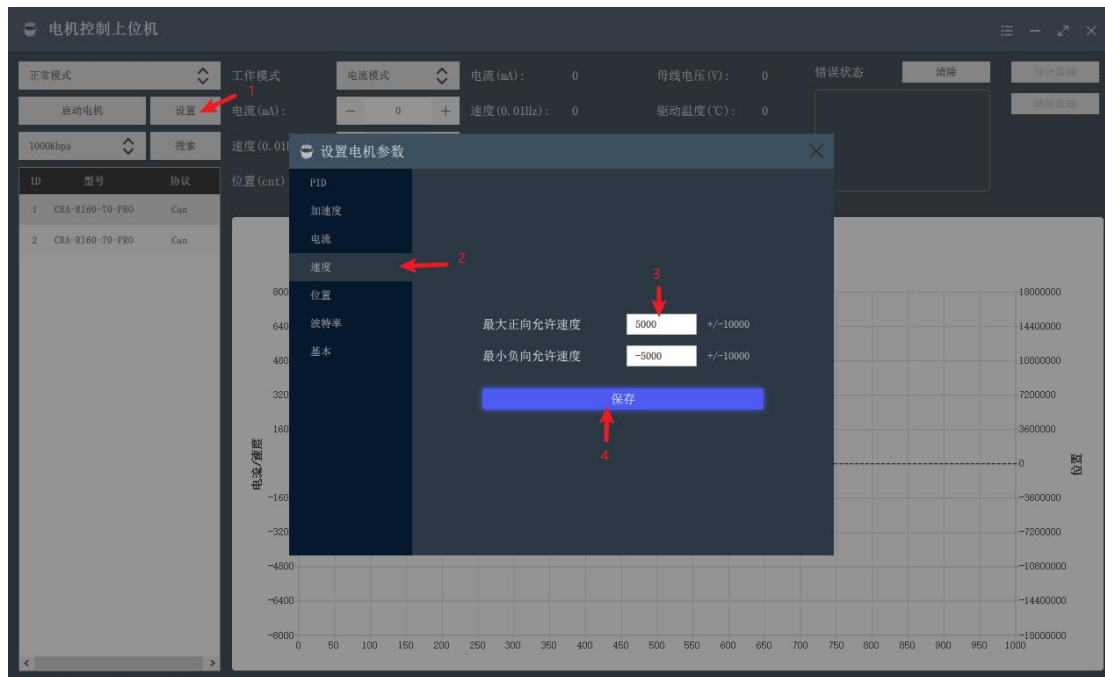 电机控制上位机
正常模式
工作模式
电流模式
电流(mA): 0
母线电压(V): 0
错误状态
清除
导出数据
1
启动电机
设置
电流(mA):
— 0 +
速度(0.01Hz): 0
驱动温度(℃): 0
清除数据
1000Kbps
搜索
速度(0.01
设置电机参数
ID 型号 协议
位置(cnt)
PID
1 CRA-RI60-70-PRO Can
加速度
2 CRA-RI60-70-PRO Can
电流
速度
2
位置
波特率
基本
3
最大正向允许速度 5000 +/-10000
最小负向允许速度 -5000 +/-10000
保存
4
电流/速度
800
640
480
320
160
-160
-320
-4800
-6400
-8000
0 50 100 150 200 250 300 350 400 450 500 550 600 650 700 750 800 850 900 950 1000
18000000
14400000
10800000
7200000
3600000
0
-3600000
-7200000
-10800000
-14400000
-18000000
位置